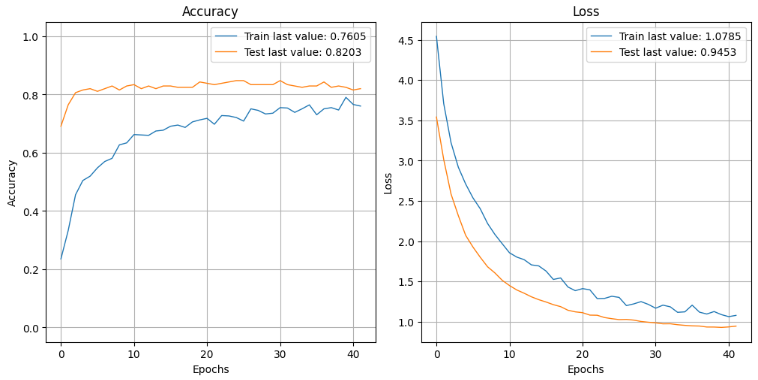 Accuracy
Train last value: 0.7605
Test last value: 0.8203
1.0
0.8
0.6
0.4
0.2
0.0
Accuracy
0
10
20
30
40
Epochs
Loss
Train last value: 1.0785
Test last value: 0.9453
4.5
4.0
3.5
3.0
2.5
2.0
1.5
1.0
Loss
0
10
20
30
40
Epochs